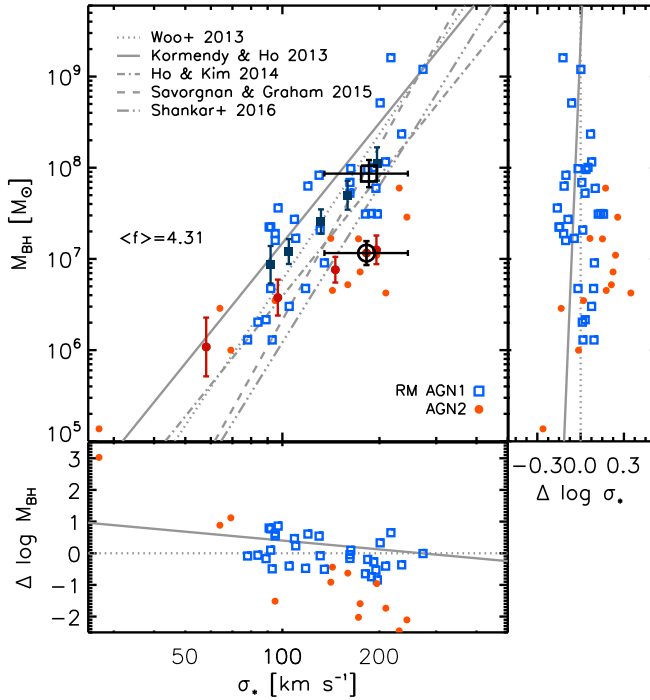 Woo+ 2013
Kormendy & Ho 2013
Ho & Kim 2014
Savorgnan & Graham 2015
Shankar+ 2016
<f>=4.31
RM AGN1
AGN2
M_BH [M_⊙]
10^9
10^8
10^7
10^6
10^5
Δ log M_BH
3
2
1
0
−1
−2
50 100 200
σ_* [km s^−1]
−0.3 0.0 0.3
Δ log σ_*